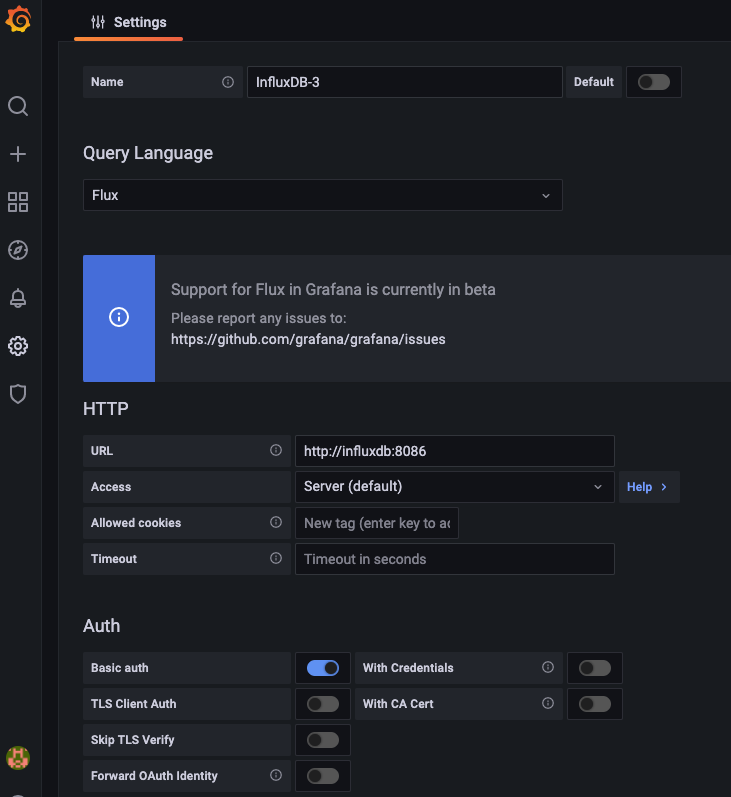 Settings
Name InfluxDB-3 Default
Query Language
Flux
Support for Flux in Grafana is currently in beta
Please report any issues to:
https://github.com/grafana/grafana/issues
HTTP
URL http://influxdb:8086
Access Server (default) Help
Allowed cookies New tag (enter key to ac
Timeout Timeout in seconds
Auth
Basic auth With Credentials
TLS Client Auth With CA Cert
Skip TLS Verify
Forward OAuth Identity